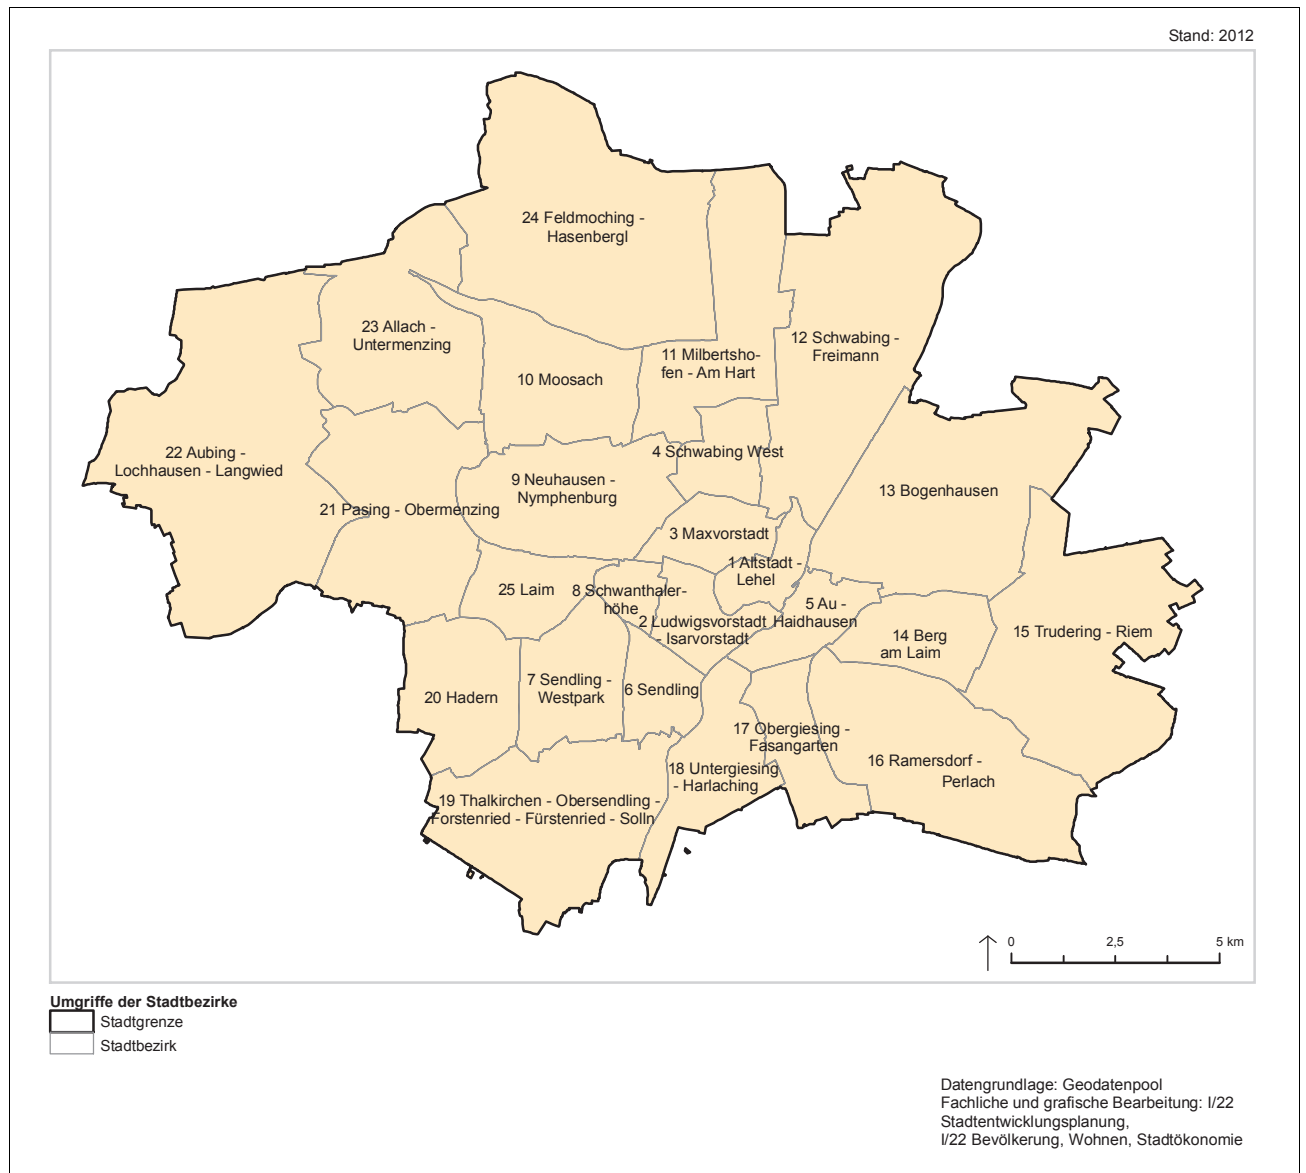 Stand: 2012
24 Feldmoching -
Hasenbergl
23 Allach -
Untermenzing
12 Schwabing -
Freimann
11 Milbertsho-
fen - Am Hart
10 Moosach
22 Aubing -
Lochhausen - Langwied
4 Schwabing West
9 Neuhausen -
Nymphenburg
13 Bogenhausen
21 Pasing - Obermenzing
3 Maxvorstadt
1 Altstadt -
Lehel
25 Laim
8 Schwanthaler-
höhe
5 Au -
Haidhausen
2 Ludwigsvorstadt
- Isarvorstadt
14 Berg
am Laim
15 Trudering - Riem
20 Hadern
7 Sendling -
Westpark
6 Sendling
17 Obergiesing -
Fasangarten
16 Ramersdorf -
Perlach
18 Untergiesing
- Harlaching
19 Thalkirchen - Obersendling -
Forstenried - Fürstenried - Solln
0 2,5 5 km
Umgriffe der Stadtbezirke
Stadtgrenze
Stadtbezirk
Datengrundlage: Geodatenpool
Fachliche und grafische Bearbeitung: I/22
Stadtentwicklungsplanung,
I/22 Bevölkerung, Wohnen, Stadtökonomie